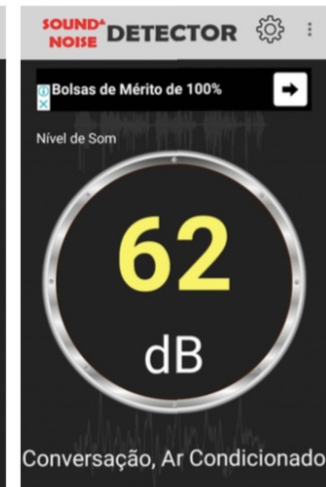 SOUND
NOISE DETECTOR
Bolsas de Mérito de 100%
Nível de Som
62
dB
Conversação, Ar Condicionado